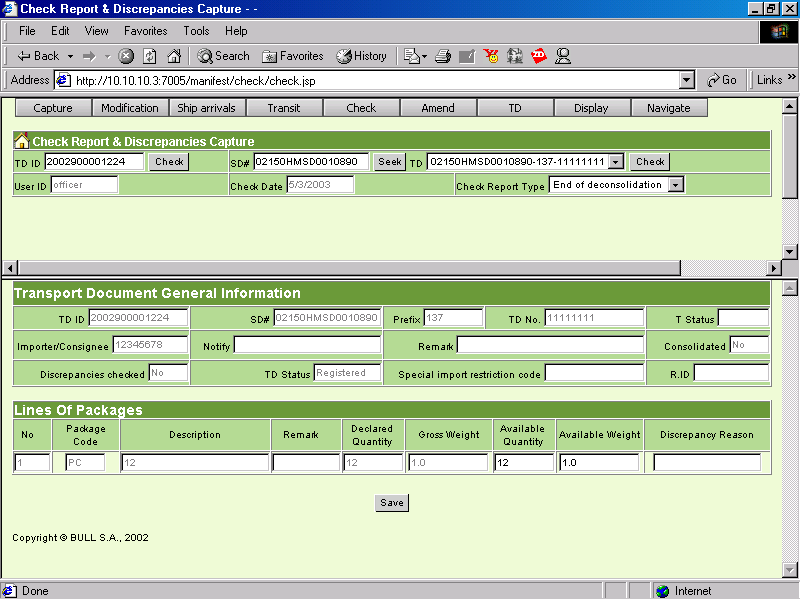 Check Report & Discrepancies Capture - -
File Edit View Favorites Tools Help
Back Search Favorites History
Address http://10.10.10.3:7005/manifest/check/check.jsp Go Links »
Capture Modification Ship arrivals Transit Check Amend TD Display Navigate
Check Report & Discrepancies Capture
TD ID 2002900001224 Check SD# 02150HMSD0010890 Seek TD 02150HMSD0010890-137-11111111 Check
User ID officer Check Date 5/3/2003 Check Report Type End of deconsolidation
Transport Document General Information
TD ID 2002900001224 SD# 02150HMSD0010890 Prefix 137 TD No. 11111111 T Status
Importer/Consignee 12345678 Notify Remark Consolidated No
Discrepancies checked No TD Status Registered Special import restriction code R.ID
Lines Of Packages
No Package Code Description Remark Declared Quantity Gross Weight Available Quantity Available Weight Discrepancy Reason
1 PC 12 12 1.0 12 1.0
Save
Copyright © BULL S.A., 2002
Done Internet